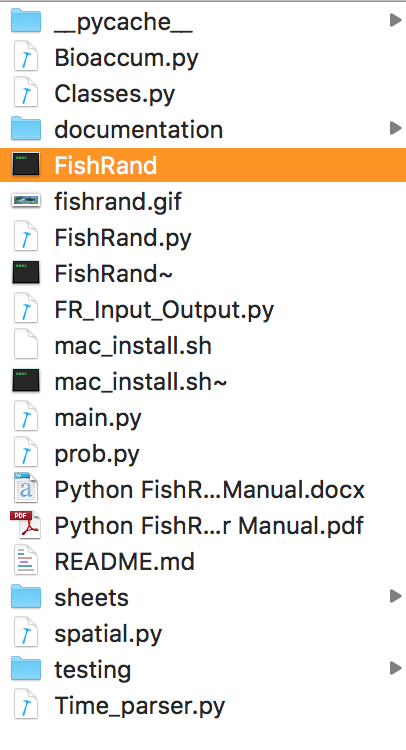 __pycache__
Bioaccum.py
Classes.py
documentation
FishRand
fishrand.gif
FishRand.py
FishRand~
FR_Input_Output.py
mac_install.sh
mac_install.sh~
main.py
prob.py
Python FishR...Manual.docx
Python FishR...r Manual.pdf
README.md
sheets
spatial.py
testing
Time_parser.py